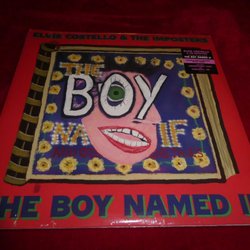 ELVIS COSTELLO & THE IMPOSTERS
THE
BOY
NAMED
IF
THE BOY NAMED IF